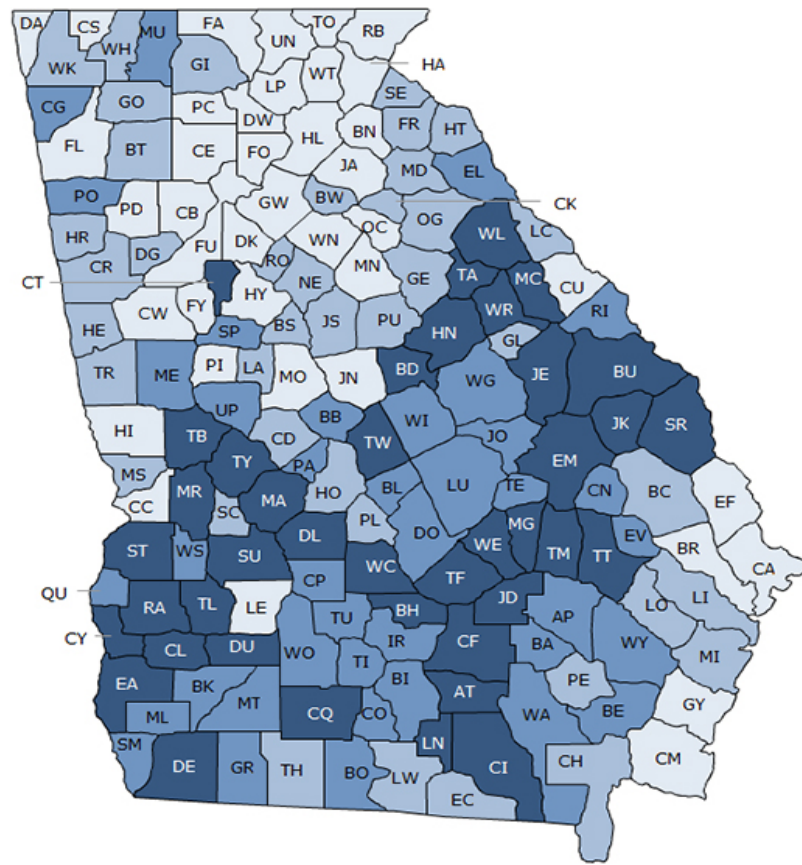 DA CS FA TO RB
MU UN
WH
WK GI WT HA
LP SE
CG GO PC DW FR HT
BN
FL BT CE FO HL
JA MD EL
PO BW
PD CB GW CK
OC OG
HR DG FU DK WN WL LC
CR RO MN GE TA MC
CT NE CU
HY
CW FY WR RI
HE SP BS JS PU HN GL
TR ME PI LA MO JN BD WG JE BU
UP BB
HI TB CD TW WI JK SR
JO
TY PA EM
MS MR MA HO BL LU TE CN BC EF
CC SC PL
DL DO MG
ST WS SU WE TM TT EV BR CA
WC
QU CP TF
RA TL LE BH JD LO LI
TU AP
CY CL DU WO IR CF BA WY MI
TI
EA BK BI AT PE
ML MT CQ CO WA BE GY
SM LN
DE GR TH BO LW CI CH CM
EC